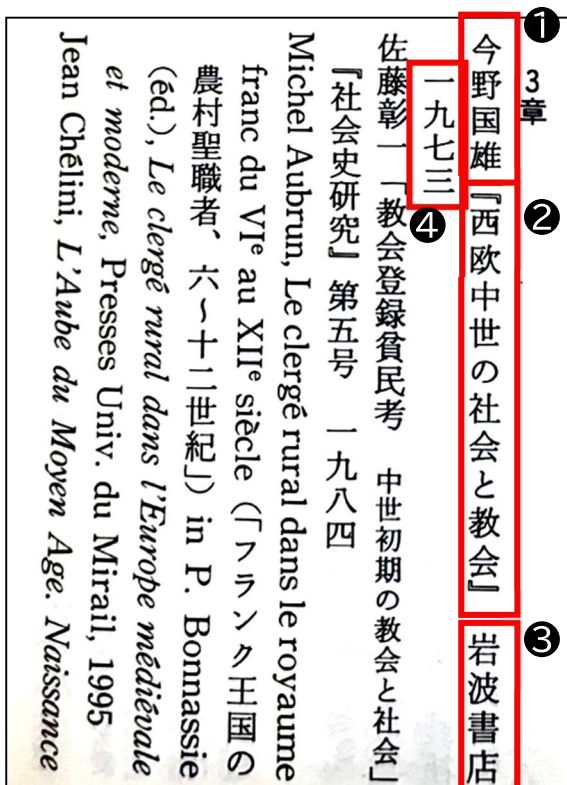 3章
❶
今野国雄 『西欧中世の社会と教会』 岩波書店
❷
❸
一九七三
❹
佐藤彰一「教会登録貧民考 中世初期の教会と社会」
『社会史研究』第五号 一九八四
Michel Aubrun, Le clergé rural dans le royaume
franc du VIe au XIIe siècle (「フランク王国の
農村聖職者、六〜十二世紀」) in P. Bonnassie
(éd.), Le clergé rural dans l'Europe médiévale
et moderne, Presses Univ. du Mirail, 1995
Jean Chélini, L'Aube du Moyen Age. Naissance